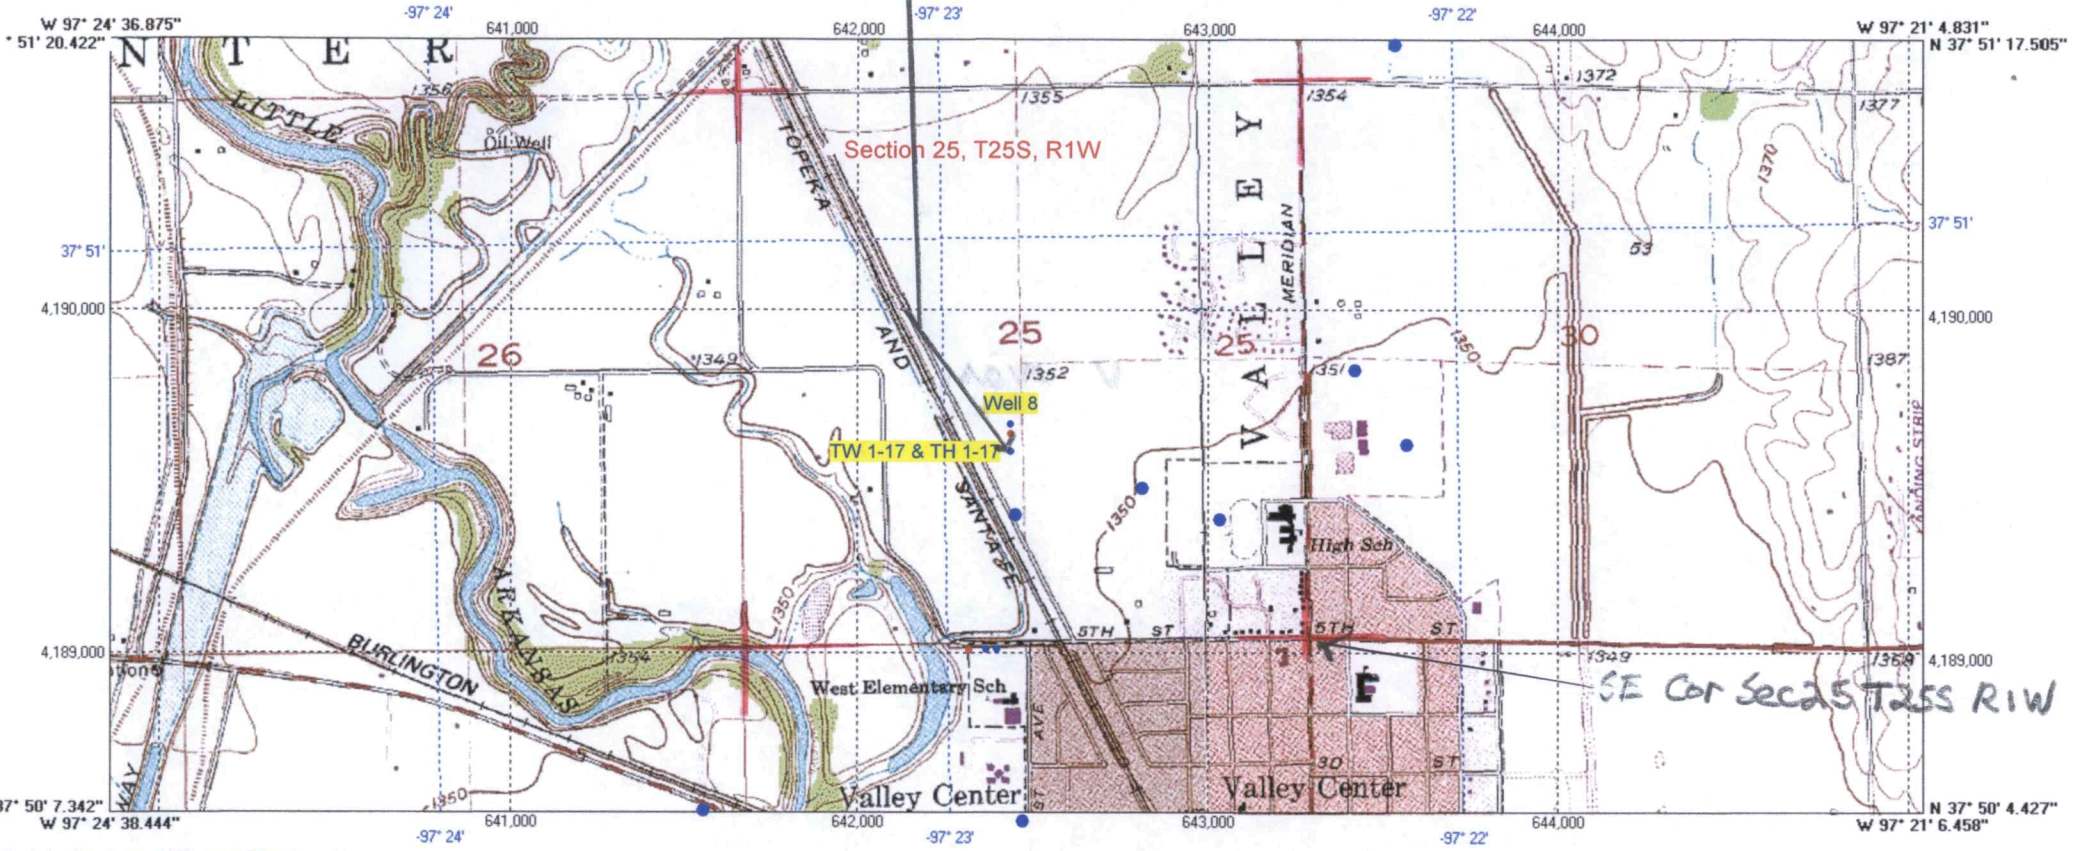 -97° 24'
-97° 23'
-97° 22'
W 97° 24' 36.875"
641,000
642,000
643,000
644,000
W 97° 21' 4.831"
° 51' 20.422"
N T E R
N 37° 51' 17.505"
1356
1355
1354
1372
1377
LITTLE
Oil Well
TOPEKA
Section 25, T25S, R1W
VALLEY
MERIDIAN
1370
53
37° 51'
37° 51'
4,190,000
4,190,000
AND
26
25
25
30
1349
1352
1351
1350
1387
Well 8
TW 1-17 & TH 1-17
LANDING STRIP
SANTA FE
1350
High Sch
ARKANSAS
1350
5TH ST
5TH ST
4,189,000
4,189,000
1354
1349
1368
BURLINGTON
West Elementary Sch
SE Cor Sec 25 T25S R1W
AVE
3D ST
WAY
1350
Valley Center
ST
Valley Center
37° 50' 7.342"
N 37° 50' 4.427"
W 97° 24' 38.444"
641,000
642,000
643,000
644,000
W 97° 21' 6.458"
-97° 24'
-97° 23'
-97° 22'